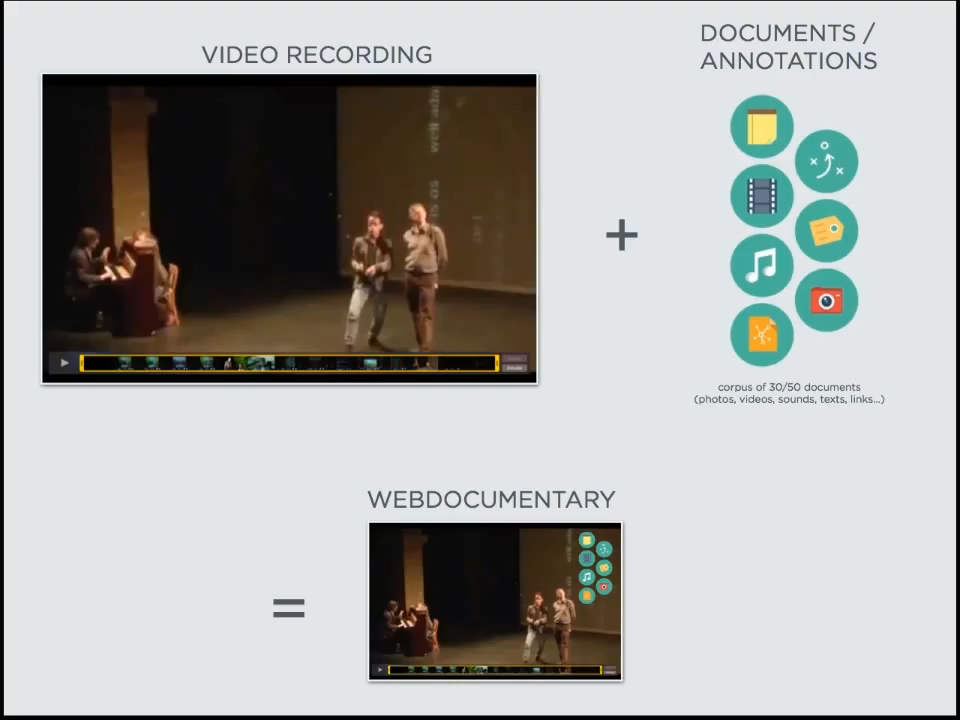 VIDEO RECORDING
DOCUMENTS /
ANNOTATIONS
+
corpus of 30/50 documents
(photos, videos, sounds, texts, links...)
WEBDOCUMENTARY
=